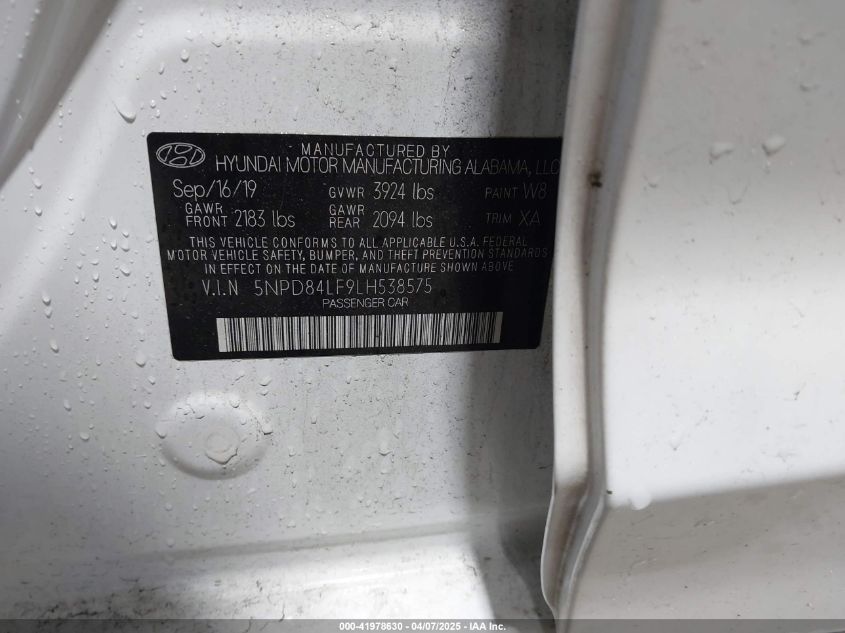 MANUFACTURED BY
HYUNDAI MOTOR MANUFACTURING ALABAMA, LLC
Sep/16/19 GVWR 3924 lbs PAINT W8
GAWR FRONT 2183 lbs GAWR REAR 2094 lbs TRIM XA
THIS VEHICLE CONFORMS TO ALL APPLICABLE U.S.A. FEDERAL
MOTOR VEHICLE SAFETY, BUMPER, AND THEFT PREVENTION STANDARDS
IN EFFECT ON THE DATE OF MANUFACTURE SHOWN ABOVE
V.I.N 5NPD84LF9LH538575
PASSENGER CAR
000-41978630 - 04/07/2025 - IAA Inc.